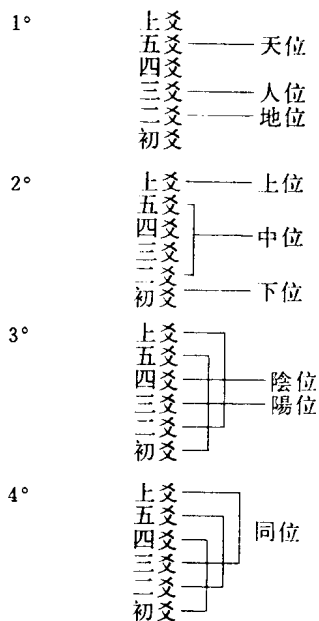 1° 上爻
五爻 天位
四爻
三爻 人位
二爻 地位
初爻
2° 上爻 上位
五爻
四爻 中位
三爻
二爻
初爻 下位
3° 上爻
五爻
四爻 陰位
三爻 陽位
二爻
初爻
4° 上爻
五爻 同位
四爻
三爻
二爻
初爻